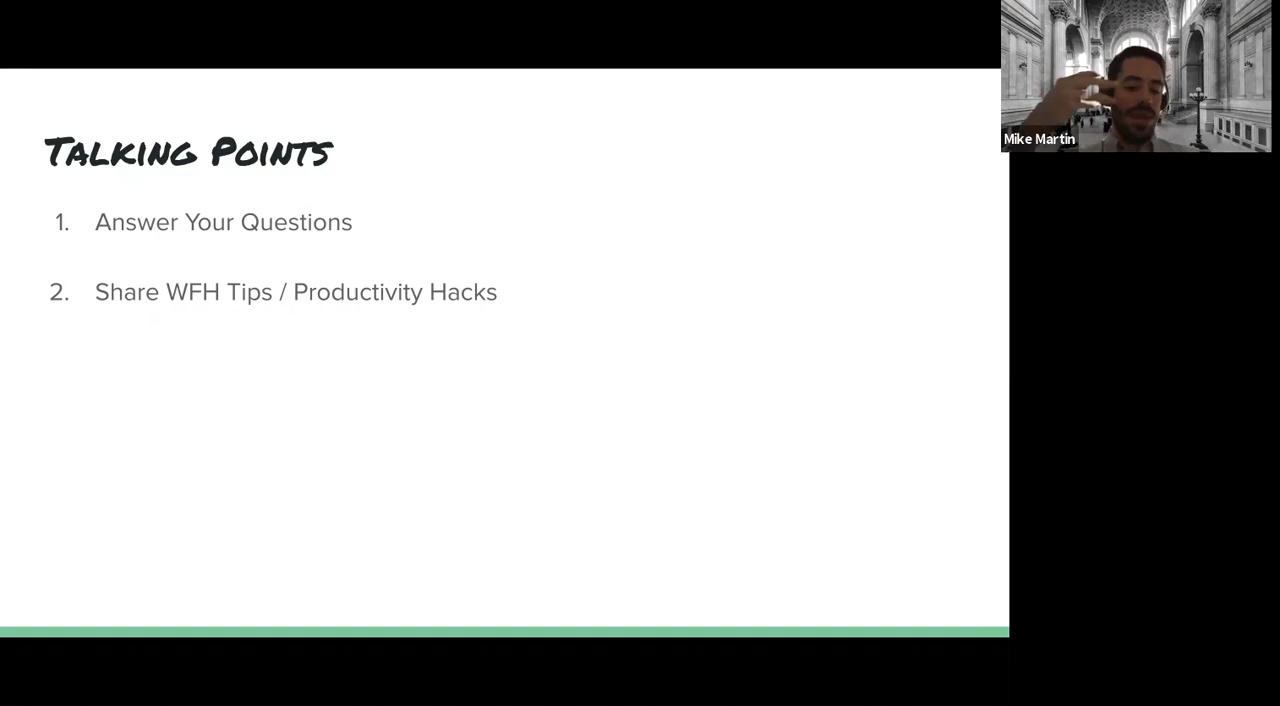 Talking Points
1. Answer Your Questions
2. Share WFH Tips / Productivity Hacks
Mike Martin